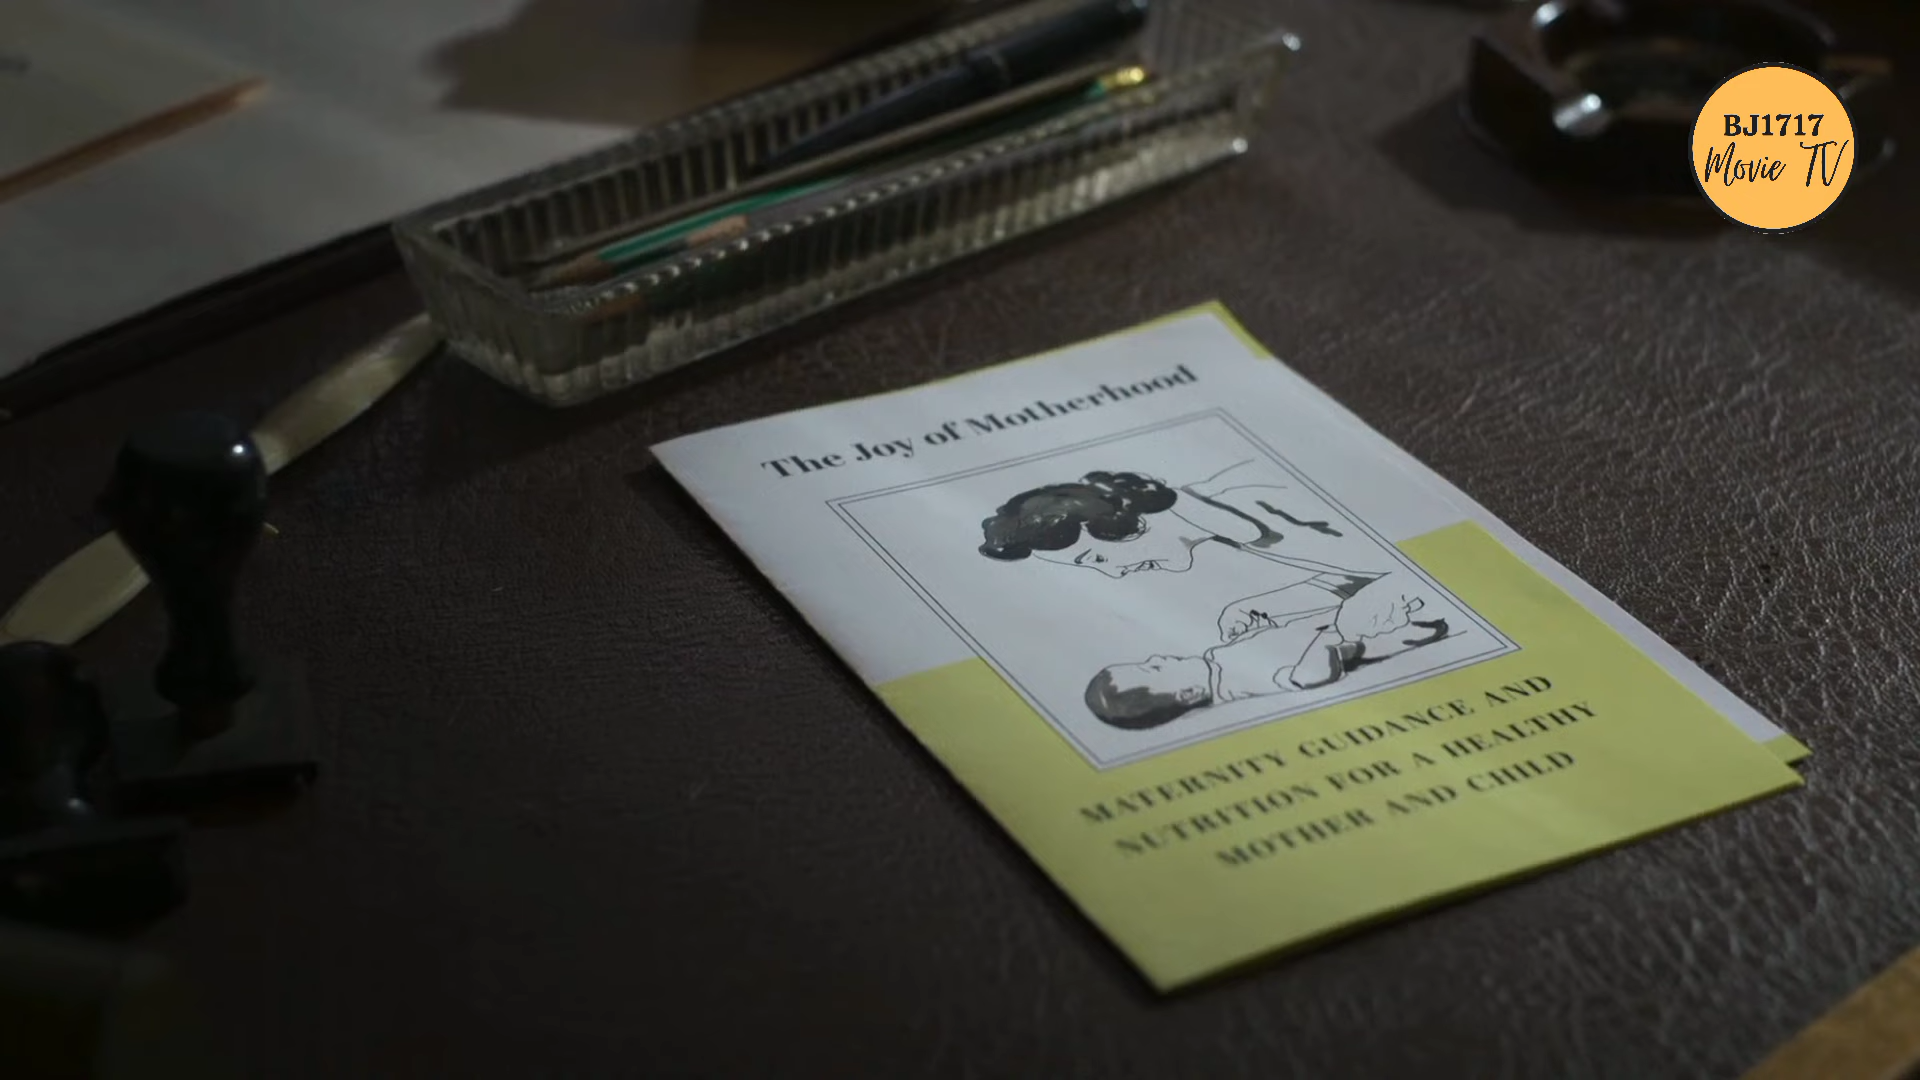 BJ1717
Movie TV
The Joy of Motherhood
MATERNITY GUIDANCE AND
NUTRITION FOR A HEALTHY
MOTHER AND CHILD